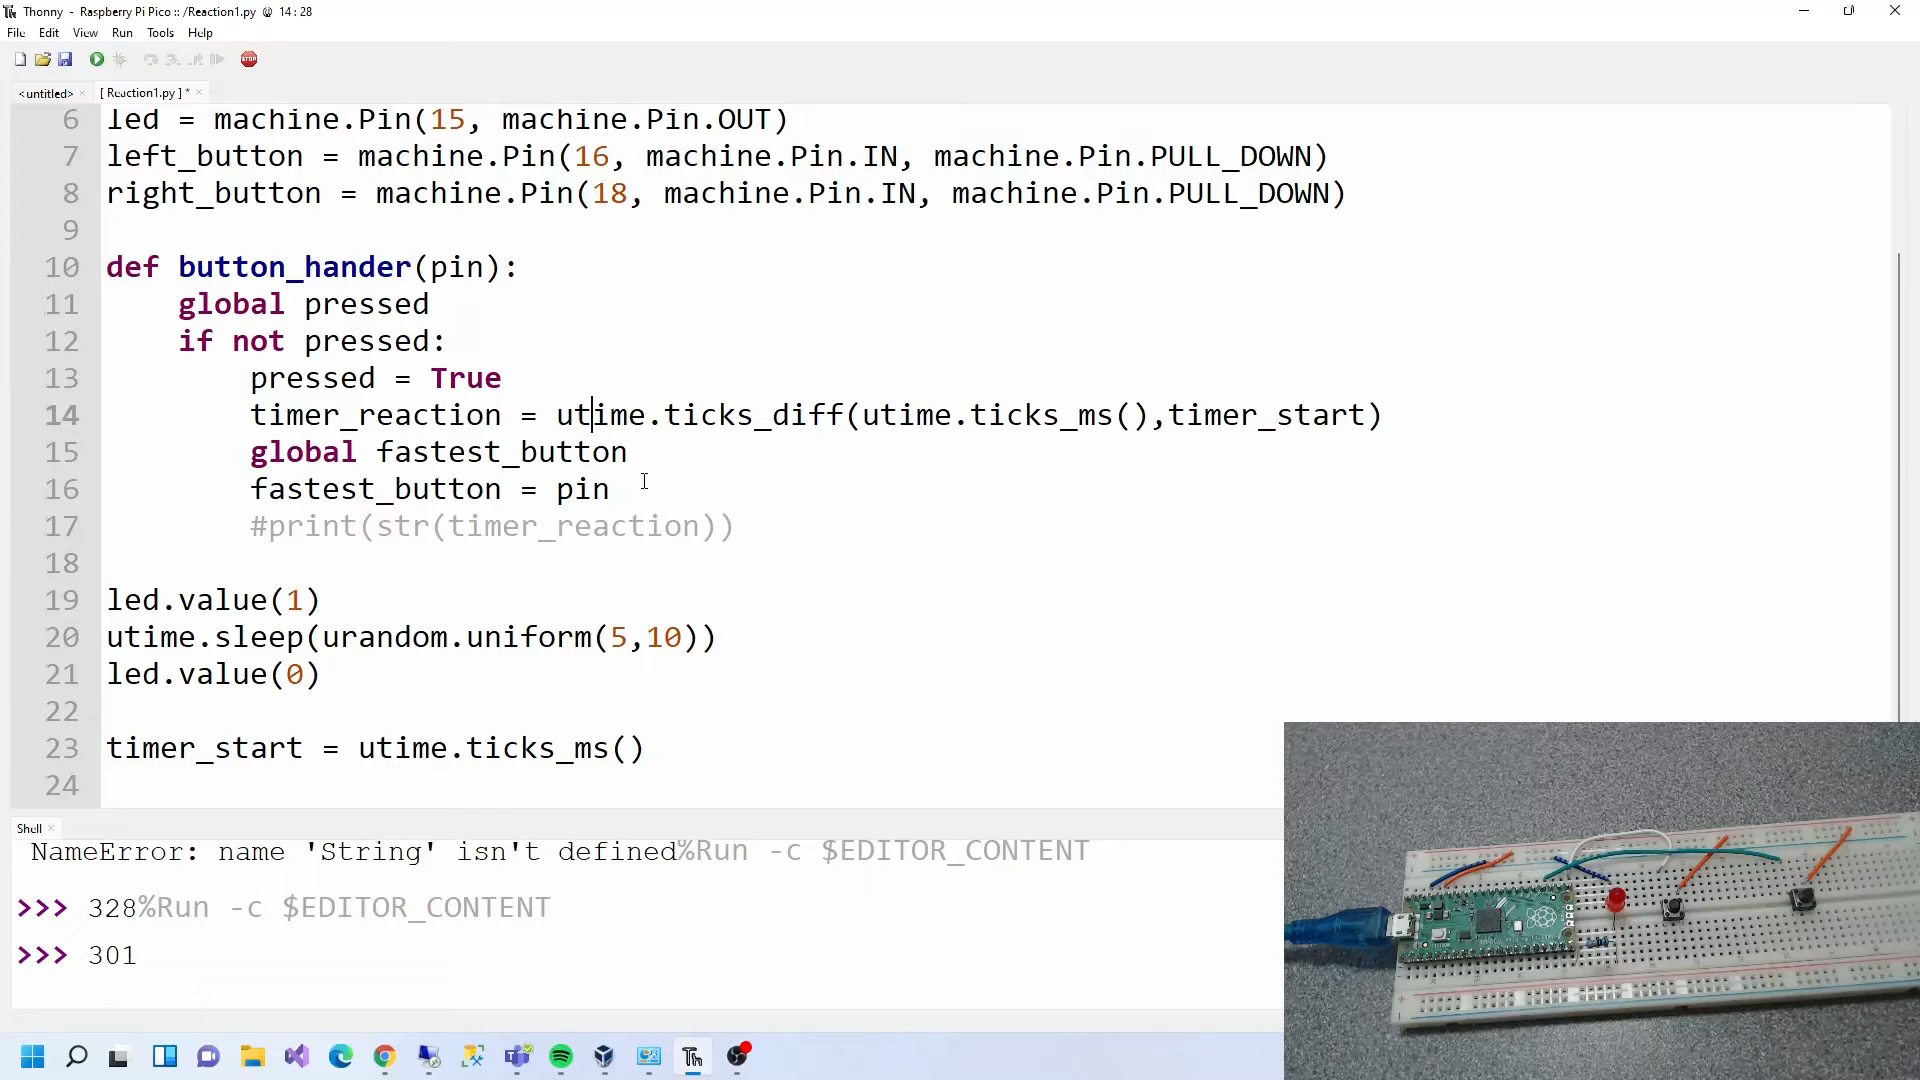 Thonny - Raspberry Pi Pico :: /Reaction1.py @ 14 : 28
File Edit View Run Tools Help
STOP
<untitled> × [ Reaction1.py ] * ×
6 led = machine.Pin(15, machine.Pin.OUT)
7 left_button = machine.Pin(16, machine.Pin.IN, machine.Pin.PULL_DOWN)
8 right_button = machine.Pin(18, machine.Pin.IN, machine.Pin.PULL_DOWN)
9
10 def button_hander(pin):
11 global pressed
12 if not pressed:
13 pressed = True
14 timer_reaction = utime.ticks_diff(utime.ticks_ms(),timer_start)
15 global fastest_button
16 fastest_button = pin
17 #print(str(timer_reaction))
18
19 led.value(1)
20 utime.sleep(urandom.uniform(5,10))
21 led.value(0)
22
23 timer_start = utime.ticks_ms()
24
Shell ×
NameError: name 'String' isn't defined%Run -c $EDITOR_CONTENT
>>> 328%Run -c $EDITOR_CONTENT
>>> 301